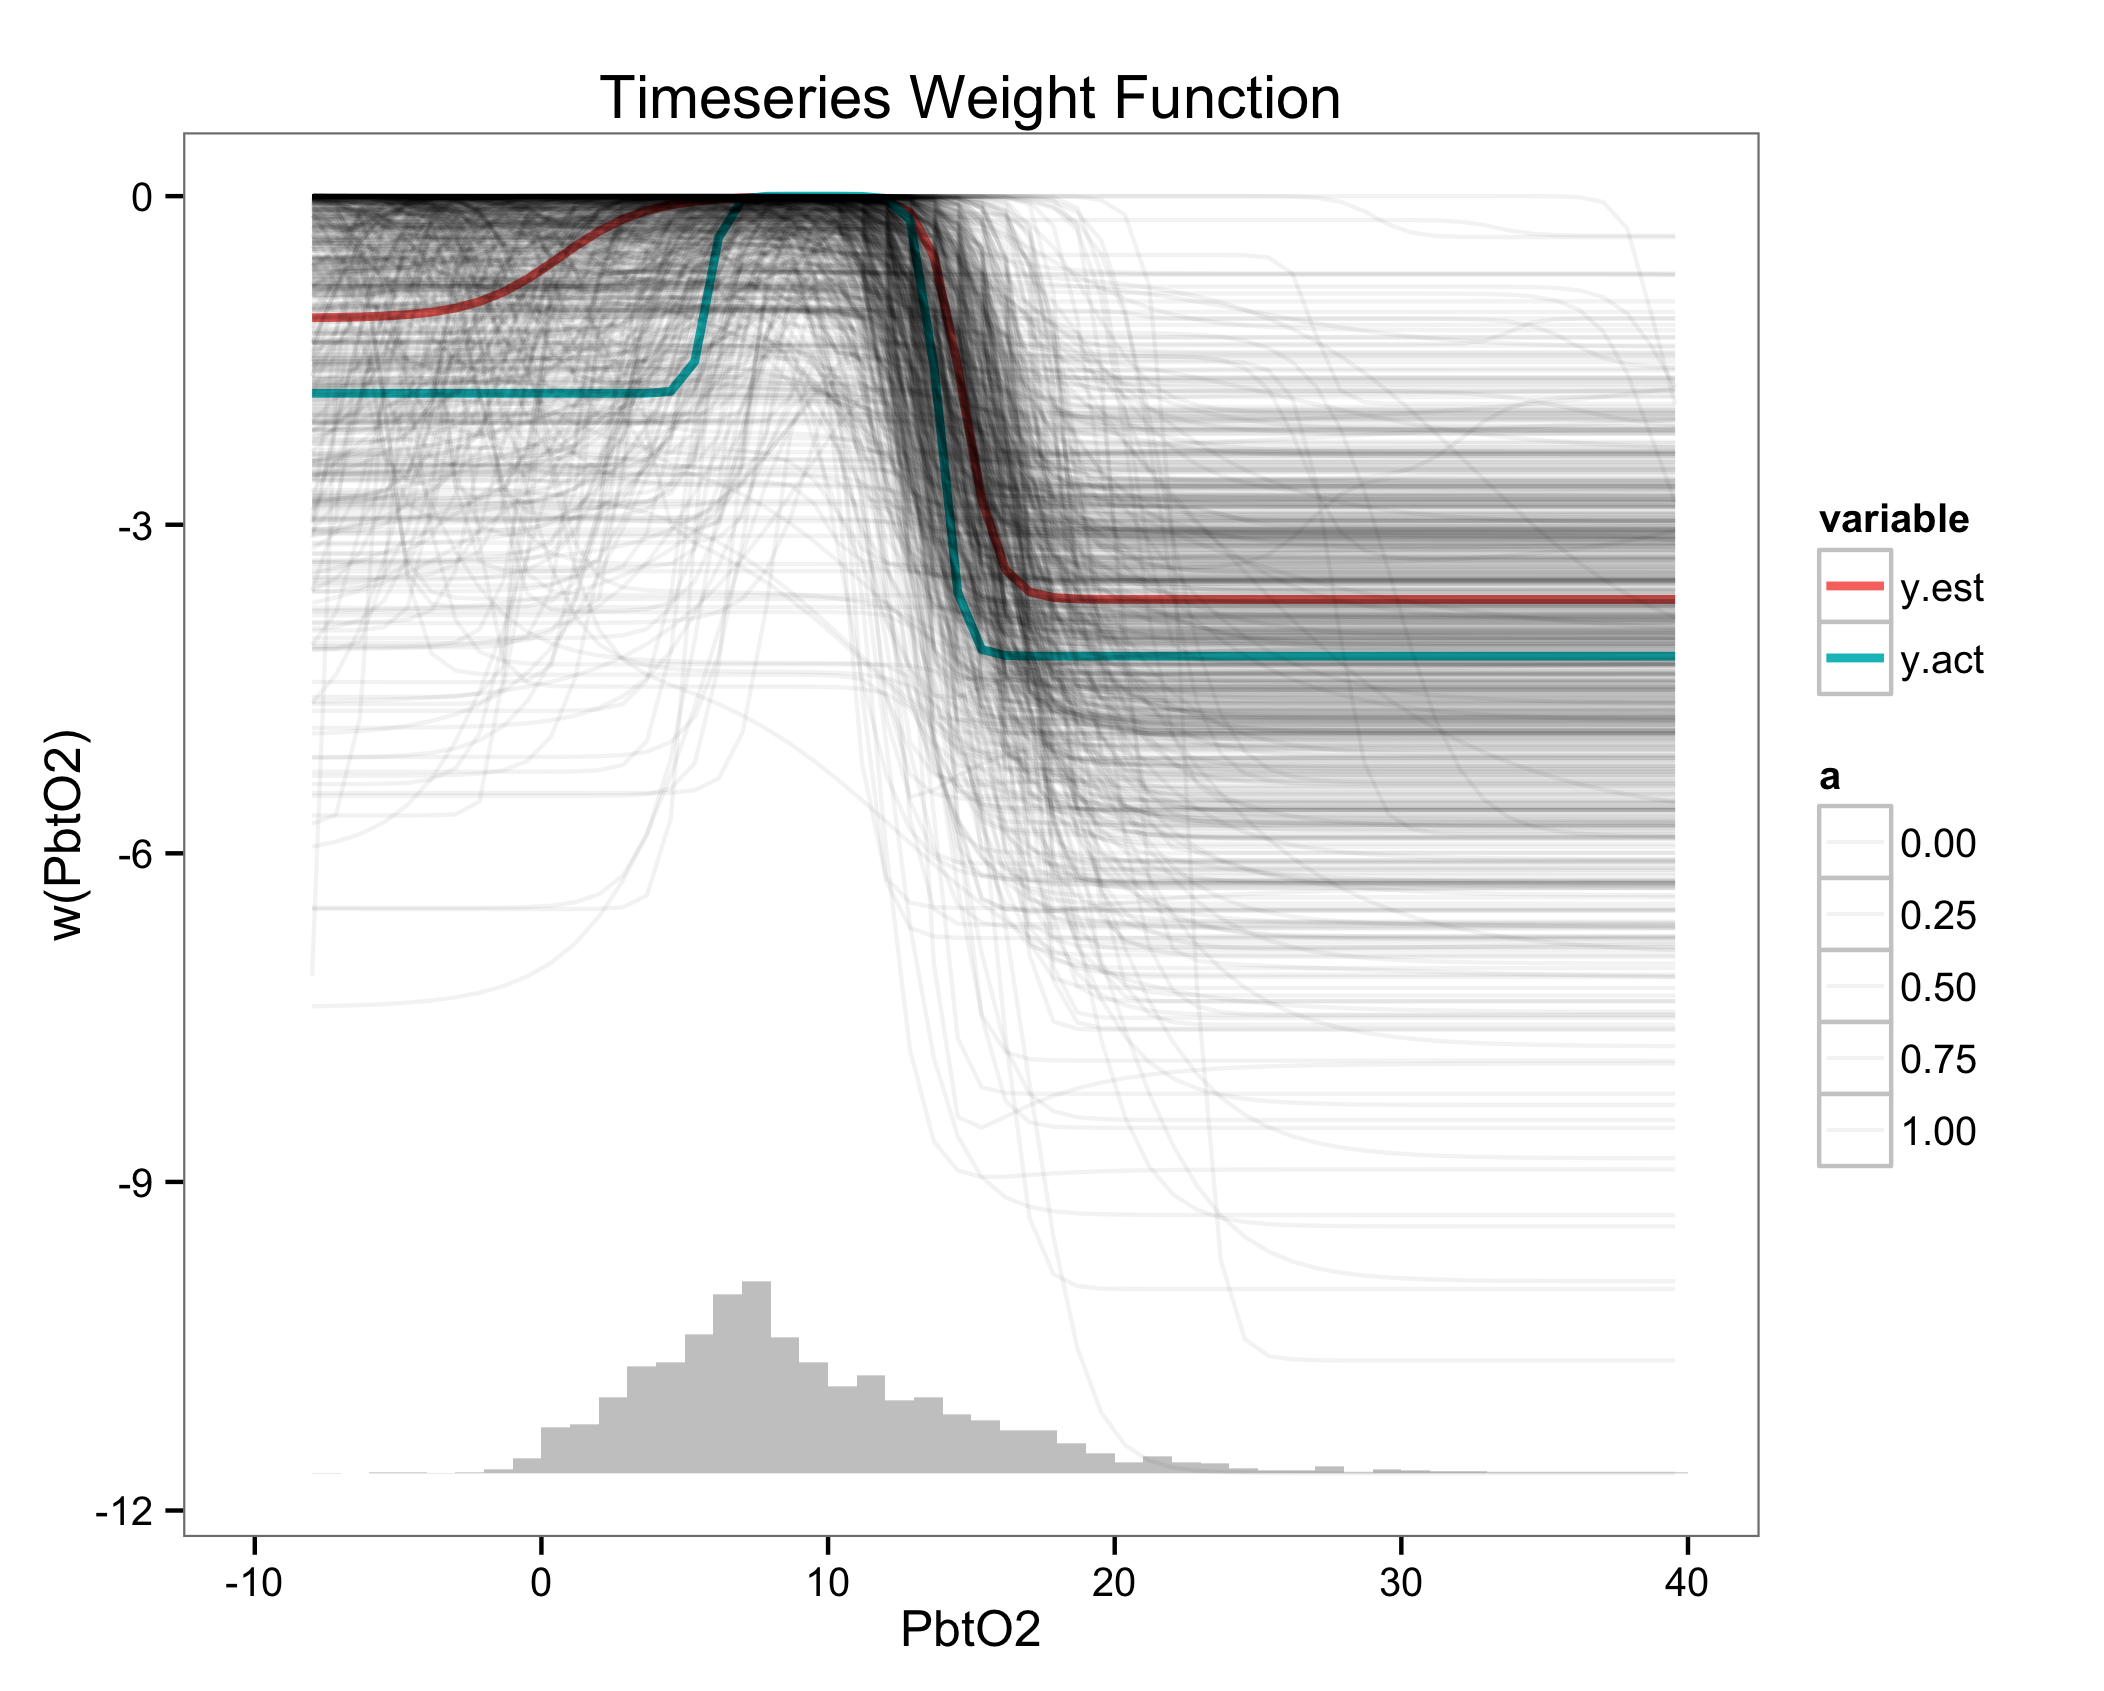 Timeseries Weight Function
w(PbtO2)
0
-3
-6
-9
-12
-10
0
10
20
30
40
PbtO2
variable
y.est
y.act
a
0.00
0.25
0.50
0.75
1.00